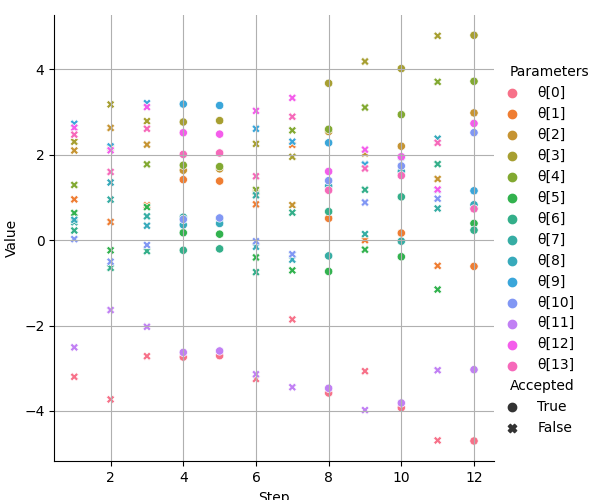 4
2
0
−2
−4
Value
2
4
6
8
10
12
Step
Parameters
θ[0]
θ[1]
θ[2]
θ[3]
θ[4]
θ[5]
θ[6]
θ[7]
θ[8]
θ[9]
θ[10]
θ[11]
θ[12]
θ[13]
Accepted
True
False